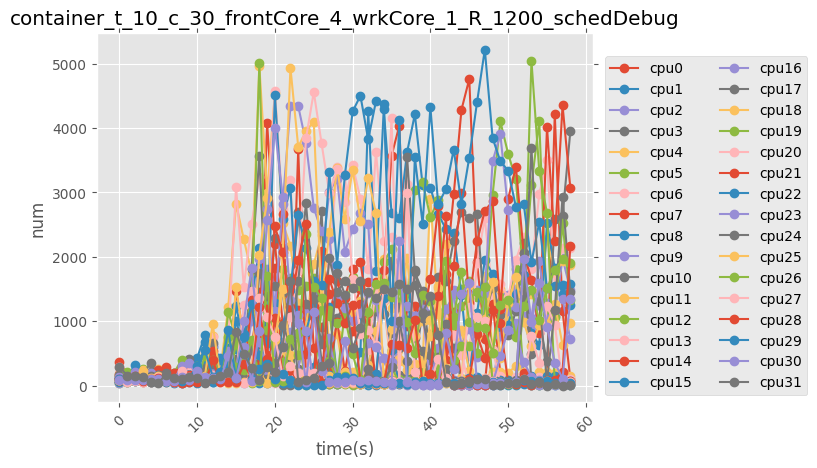 container_t_10_c_30_frontCore_4_wrkCore_1_R_1200_schedDebug
num
5000
4000
3000
2000
1000
0
0
10
20
30
40
50
60
time(s)
cpu0
cpu1
cpu2
cpu3
cpu4
cpu5
cpu6
cpu7
cpu8
cpu9
cpu10
cpu11
cpu12
cpu13
cpu14
cpu15
cpu16
cpu17
cpu18
cpu19
cpu20
cpu21
cpu22
cpu23
cpu24
cpu25
cpu26
cpu27
cpu28
cpu29
cpu30
cpu31